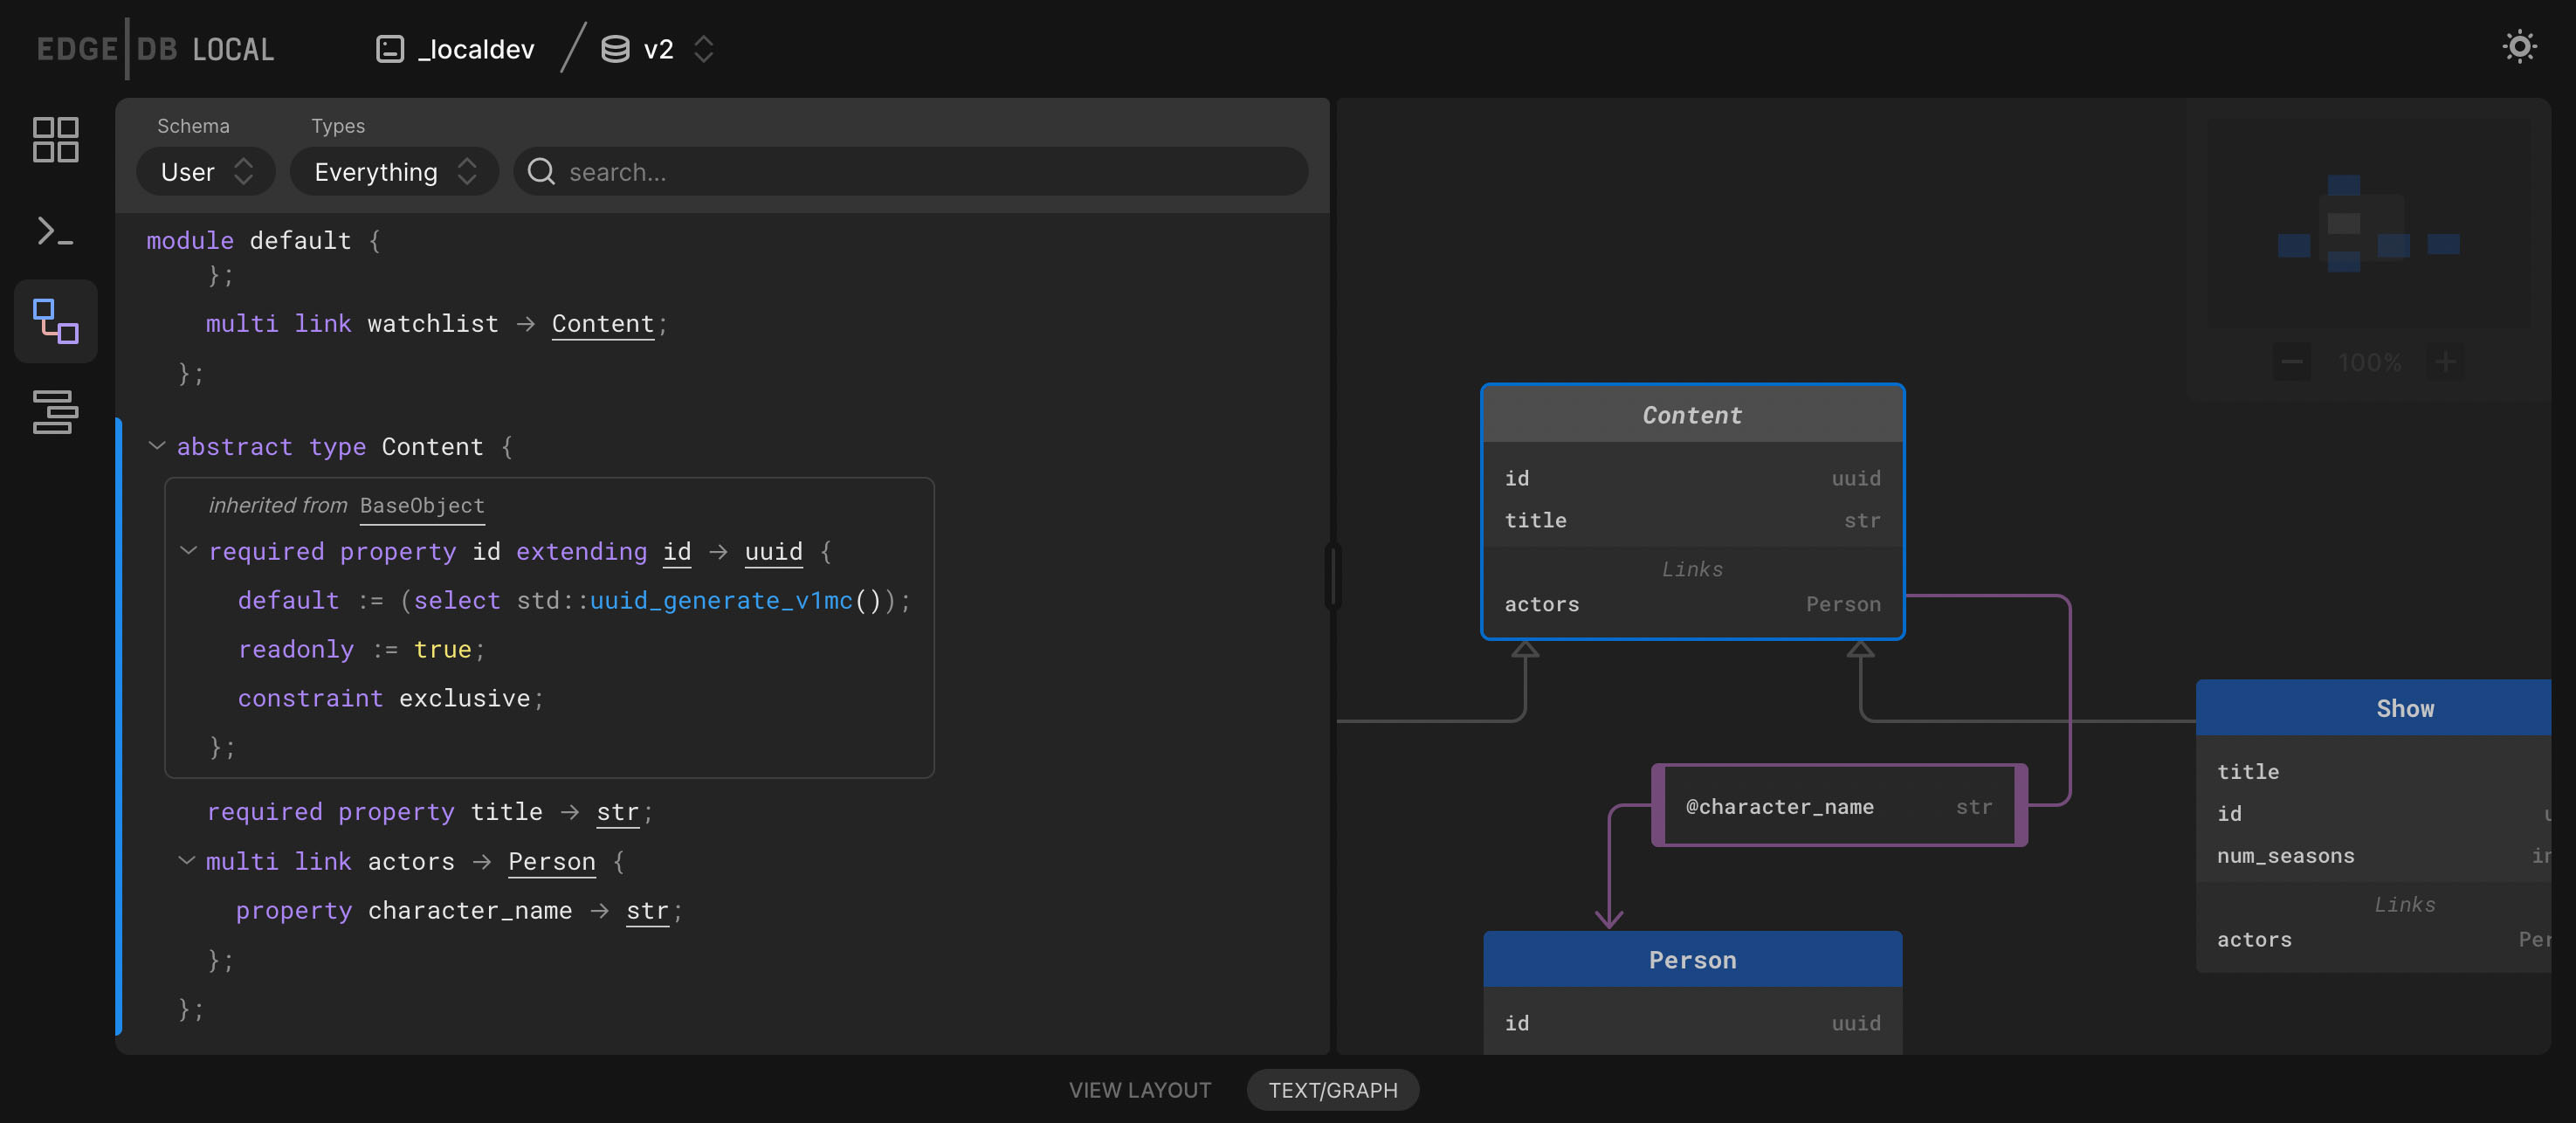 EDGE|DB LOCAL
_localdev / v2
Schema
Types
User
Everything
search...
module default {
};
multi link watchlist → Content;
};
abstract type Content {
inherited from BaseObject
required property id extending id → uuid {
default := (select std::uuid_generate_v1mc());
readonly := true;
constraint exclusive;
};
required property title → str;
multi link actors → Person {
property character_name → str;
};
};
100%
Content
id uuid
title str
Links
actors Person
@character_name str
Person
id uuid
Show
title
id
num_seasons
Links
actors
VIEW LAYOUT
TEXT/GRAPH